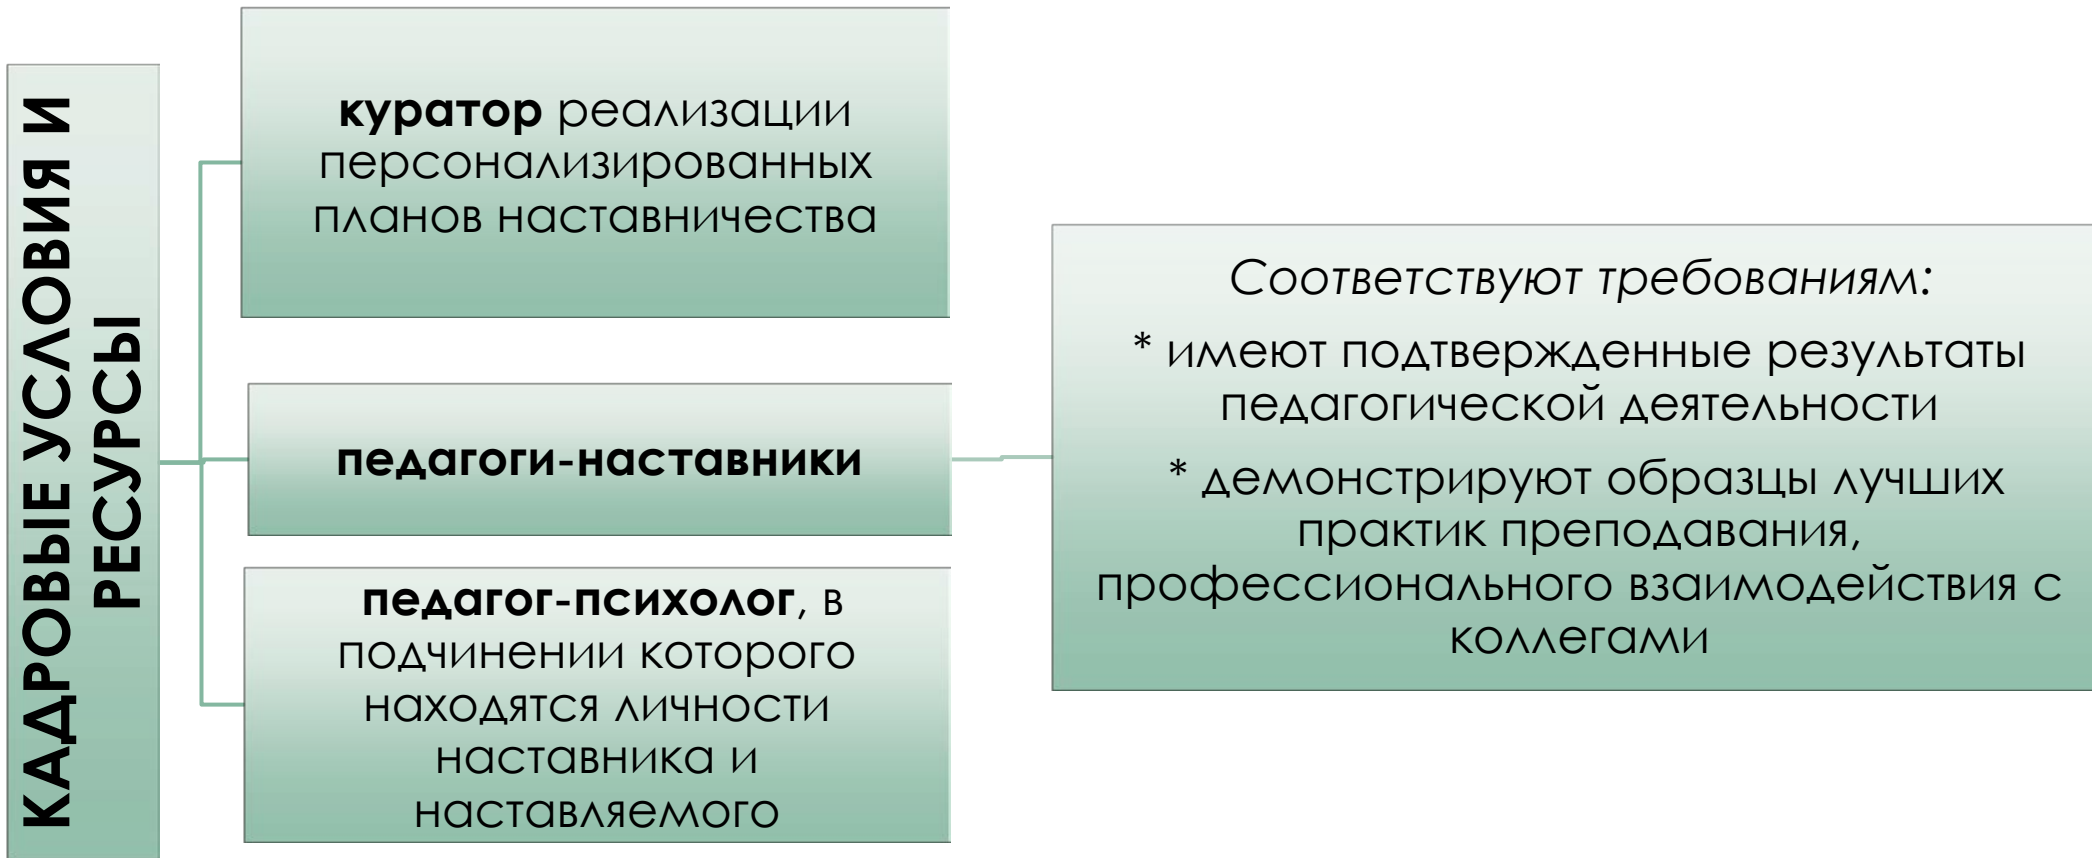 КАДРОВЫЕ УСЛОВИЯ И
РЕСУРСЫ
куратор реализации
персонализированных
планов наставничества
педагоги-наставники
педагог-психолог, в
подчинении которого
находятся личности
наставника и
наставляемого
Соответствуют требованиям:
* имеют подтвержденные результаты
педагогической деятельности
* демонстрируют образцы лучших
практик преподавания,
профессионального взаимодействия с
коллегами